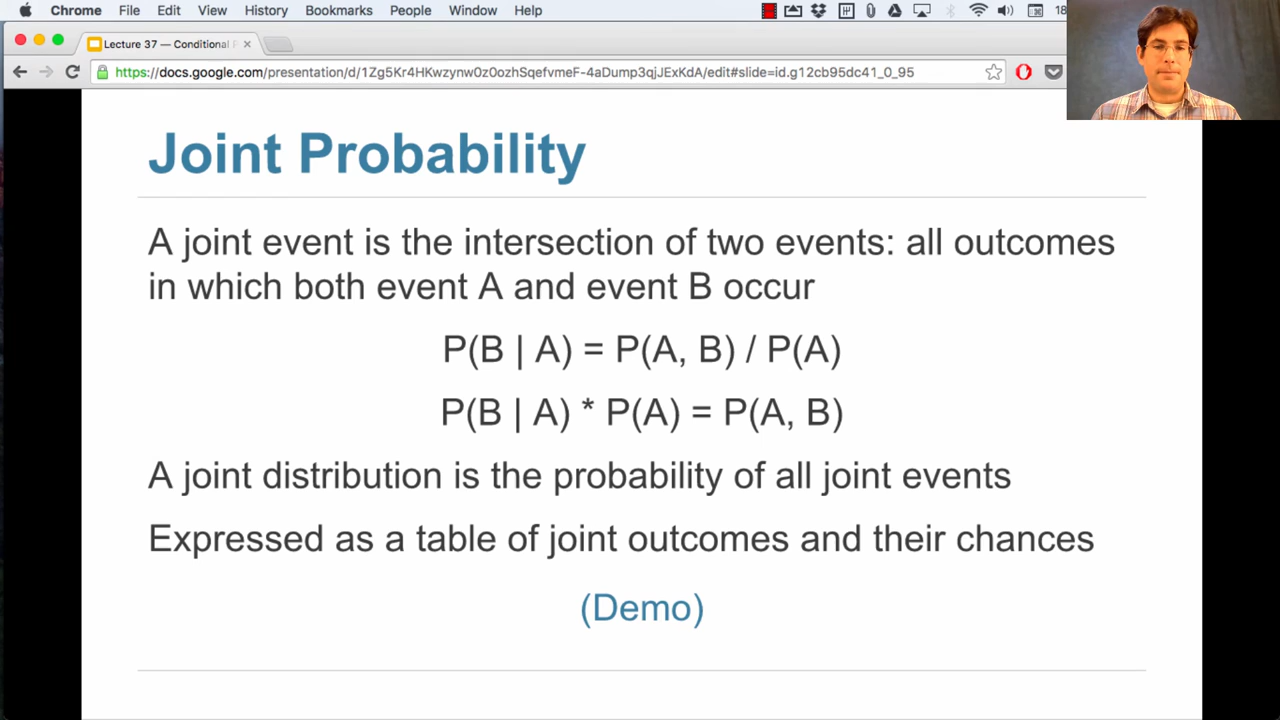 Chrome File Edit View History Bookmarks People Window Help 18
Lecture 37 — Conditional
https://docs.google.com/presentation/d/1Zg5Kr4HKwzynw0z0ozhSqefvmeF-4aDump3qjJExKdA/edit#slide=id.g12cb95dc41_0_95
Joint Probability
A joint event is the intersection of two events: all outcomes
in which both event A and event B occur
P(B | A) = P(A, B) / P(A)
P(B | A) * P(A) = P(A, B)
A joint distribution is the probability of all joint events
Expressed as a table of joint outcomes and their chances
(Demo)